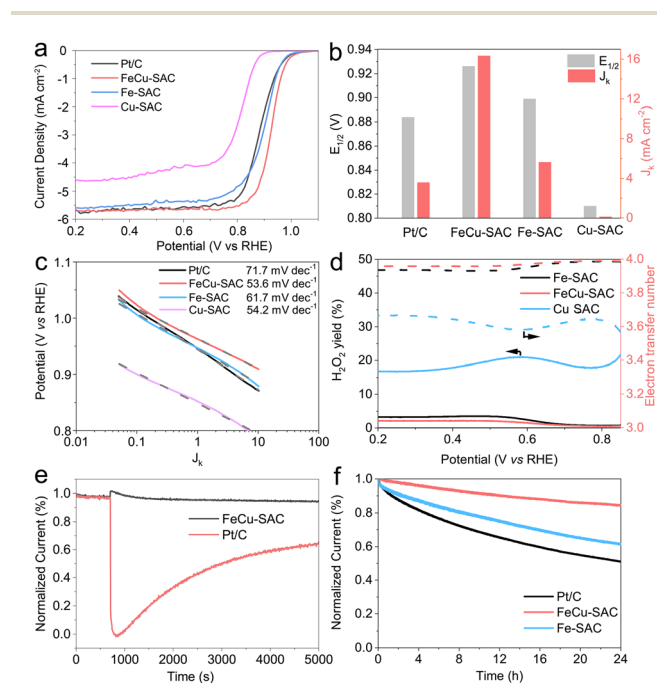 a
Pt/C
FeCu-SAC
Fe-SAC
Cu-SAC
Current Density (mA cm⁻²)
0
-1
-2
-3
-4
-5
-6
0.2 0.4 0.6 0.8 1.0
Potential (V vs RHE)
b
E₁/₂
Jₖ
E₁/₂ (V)
0.94
0.92
0.90
0.88
0.86
0.84
0.82
0.80
Jₖ(mA cm⁻²)
16
12
8
4
0
Pt/C FeCu-SAC Fe-SAC Cu-SAC
c
Pt/C 71.7 mV dec⁻¹
FeCu-SAC 53.6 mV dec⁻¹
Fe-SAC 61.7 mV dec⁻¹
Cu-SAC 54.2 mV dec⁻¹
Potential (V vs RHE)
1.1
1.0
0.9
0.8
0.01 0.1 1 10 100
Jₖ
d
Fe-SAC
FeCu-SAC
Cu SAC
H₂O₂ yield (%)
50
40
30
20
10
0
Electron transfer number
4.0
3.8
3.6
3.4
3.2
3.0
0.2 0.4 0.6 0.8
Potential (V vs RHE)
e
FeCu-SAC
Pt/C
Normalized Current (%)
1.0
0.8
0.6
0.4
0.2
0.0
0 1000 2000 3000 4000 5000
Time (s)
f
Pt/C
FeCu-SAC
Fe-SAC
Normalized Current (%)
1.0
0.8
0.6
0.4
0.2
0.0
0 4 8 12 16 20 24
Time (h)